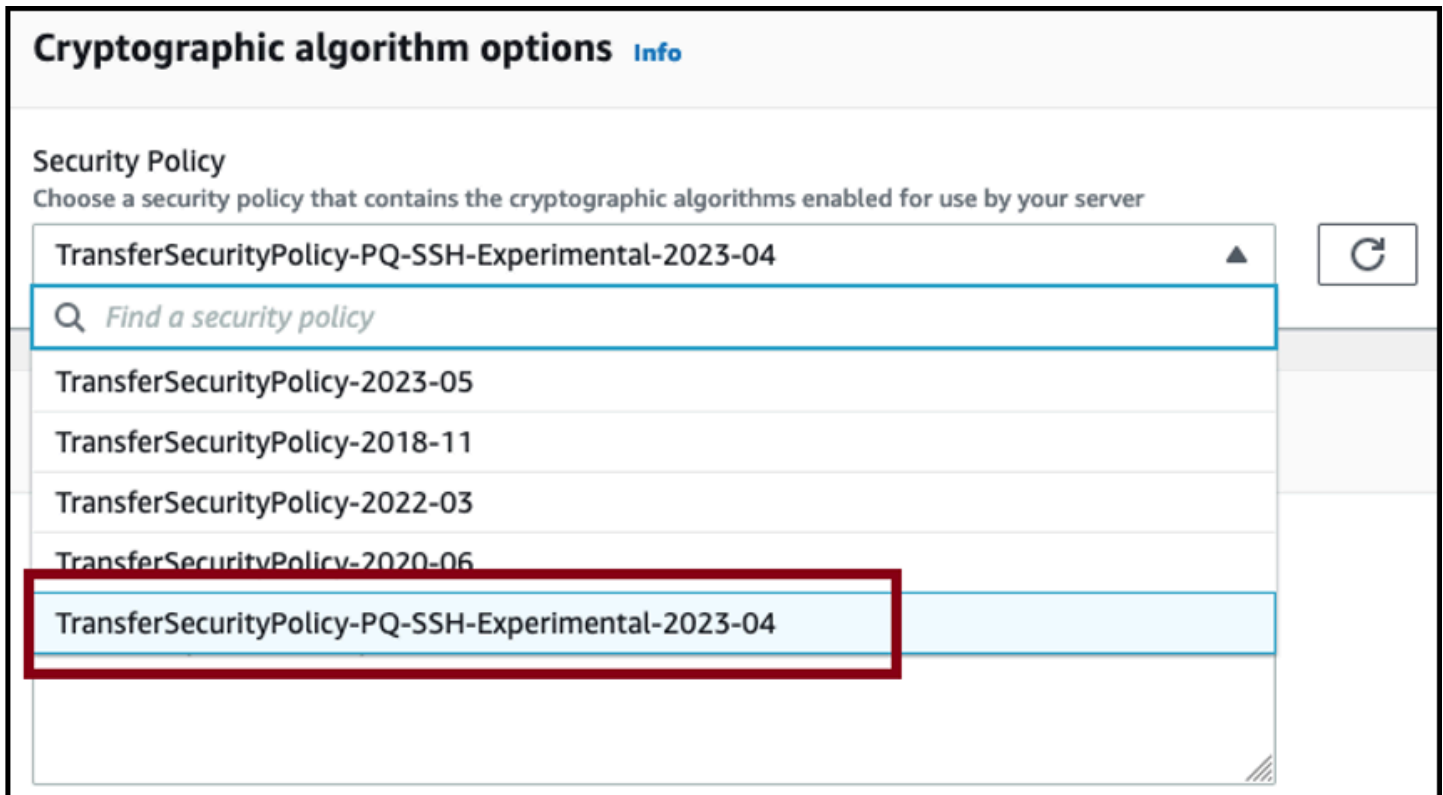 Cryptographic algorithm options Info
Security Policy
Choose a security policy that contains the cryptographic algorithms enabled for use by your server
TransferSecurityPolicy-PQ-SSH-Experimental-2023-04
Find a security policy
TransferSecurityPolicy-2023-05
TransferSecurityPolicy-2018-11
TransferSecurityPolicy-2022-03
TransferSecurityPolicy-2020-06
TransferSecurityPolicy-PQ-SSH-Experimental-2023-04